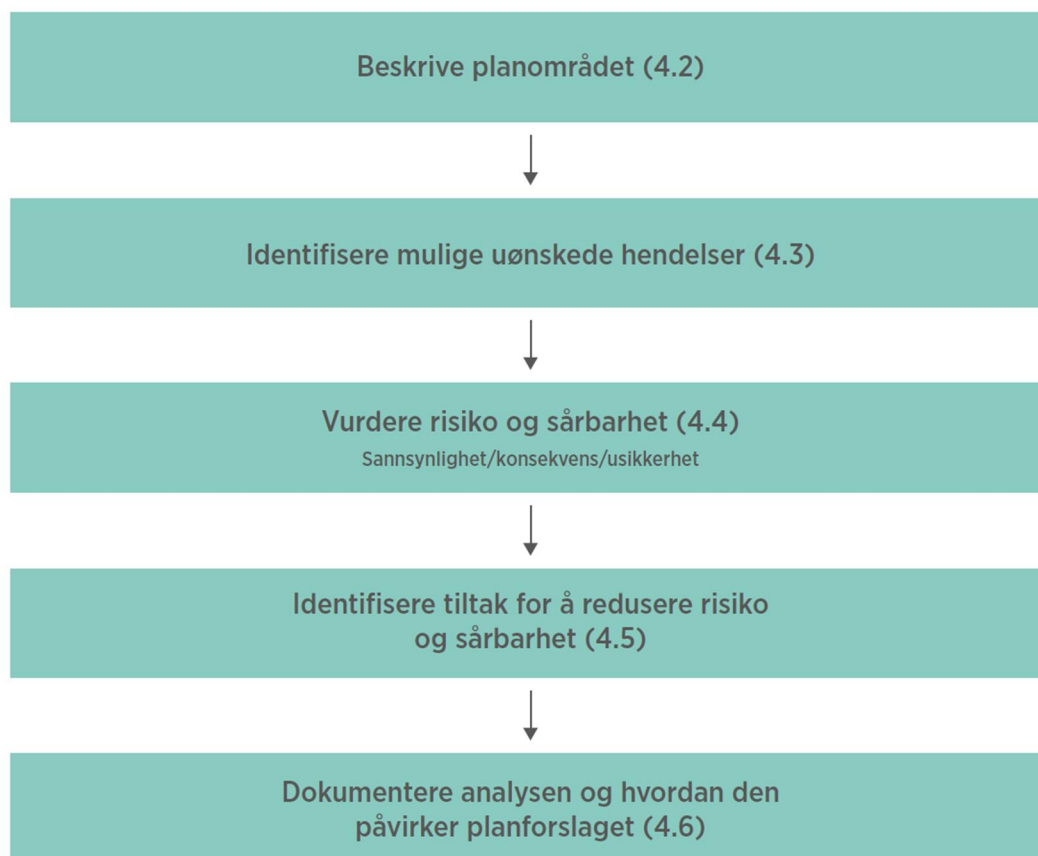 Beskrive planområdet (4.2)
Identifisere mulige uønskede hendelser (4.3)
Vurdere risiko og sårbarhet (4.4)
Sannsynlighet/konsekvens/usikkerhet
Identifisere tiltak for å redusere risiko
og sårbarhet (4.5)
Dokumentere analysen og hvordan den
påvirker planforslaget (4.6)